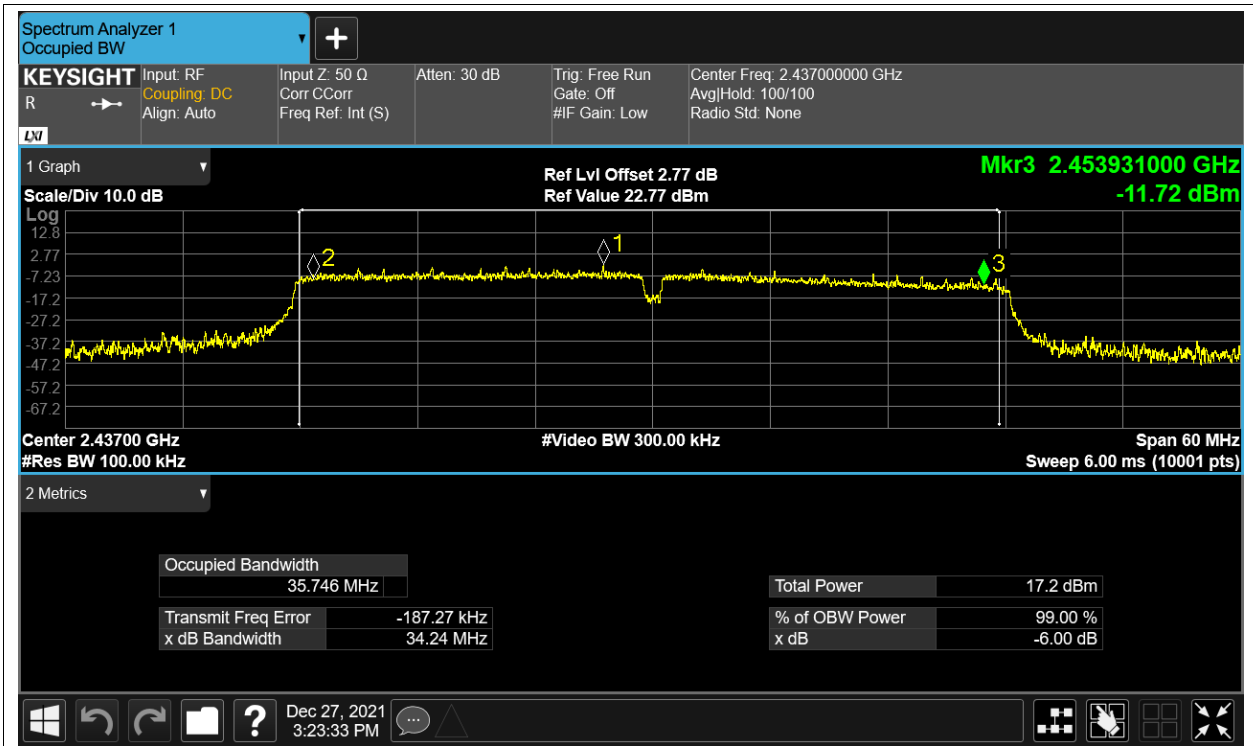 Spectrum Analyzer 1
Occupied BW
KEYSIGHT
R
LXI
Input: RF
Coupling: DC
Align: Auto
Input Z: 50 Ω
Corr CCorr
Freq Ref: Int (S)
Atten: 30 dB
Trig: Free Run
Gate: Off
#IF Gain: Low
Center Freq: 2.437000000 GHz
Avg|Hold: 100/100
Radio Std: None
1 Graph
Scale/Div 10.0 dB
Ref Lvl Offset 2.77 dB
Ref Value 22.77 dBm
Mkr3 2.453931000 GHz
-11.72 dBm
Log
12.8
2.77
-7.23
-17.2
-27.2
-37.2
-47.2
-57.2
-67.2
2
1
3
Center 2.43700 GHz
#Video BW 300.00 kHz
Span 60 MHz
#Res BW 100.00 kHz
Sweep 6.00 ms (10001 pts)
2 Metrics
Occupied Bandwidth
35.746 MHz
Transmit Freq Error -187.27 kHz
x dB Bandwidth 34.24 MHz
Total Power 17.2 dBm
% of OBW Power 99.00 %
x dB -6.00 dB
?
Dec 27, 2021
3:23:33 PM